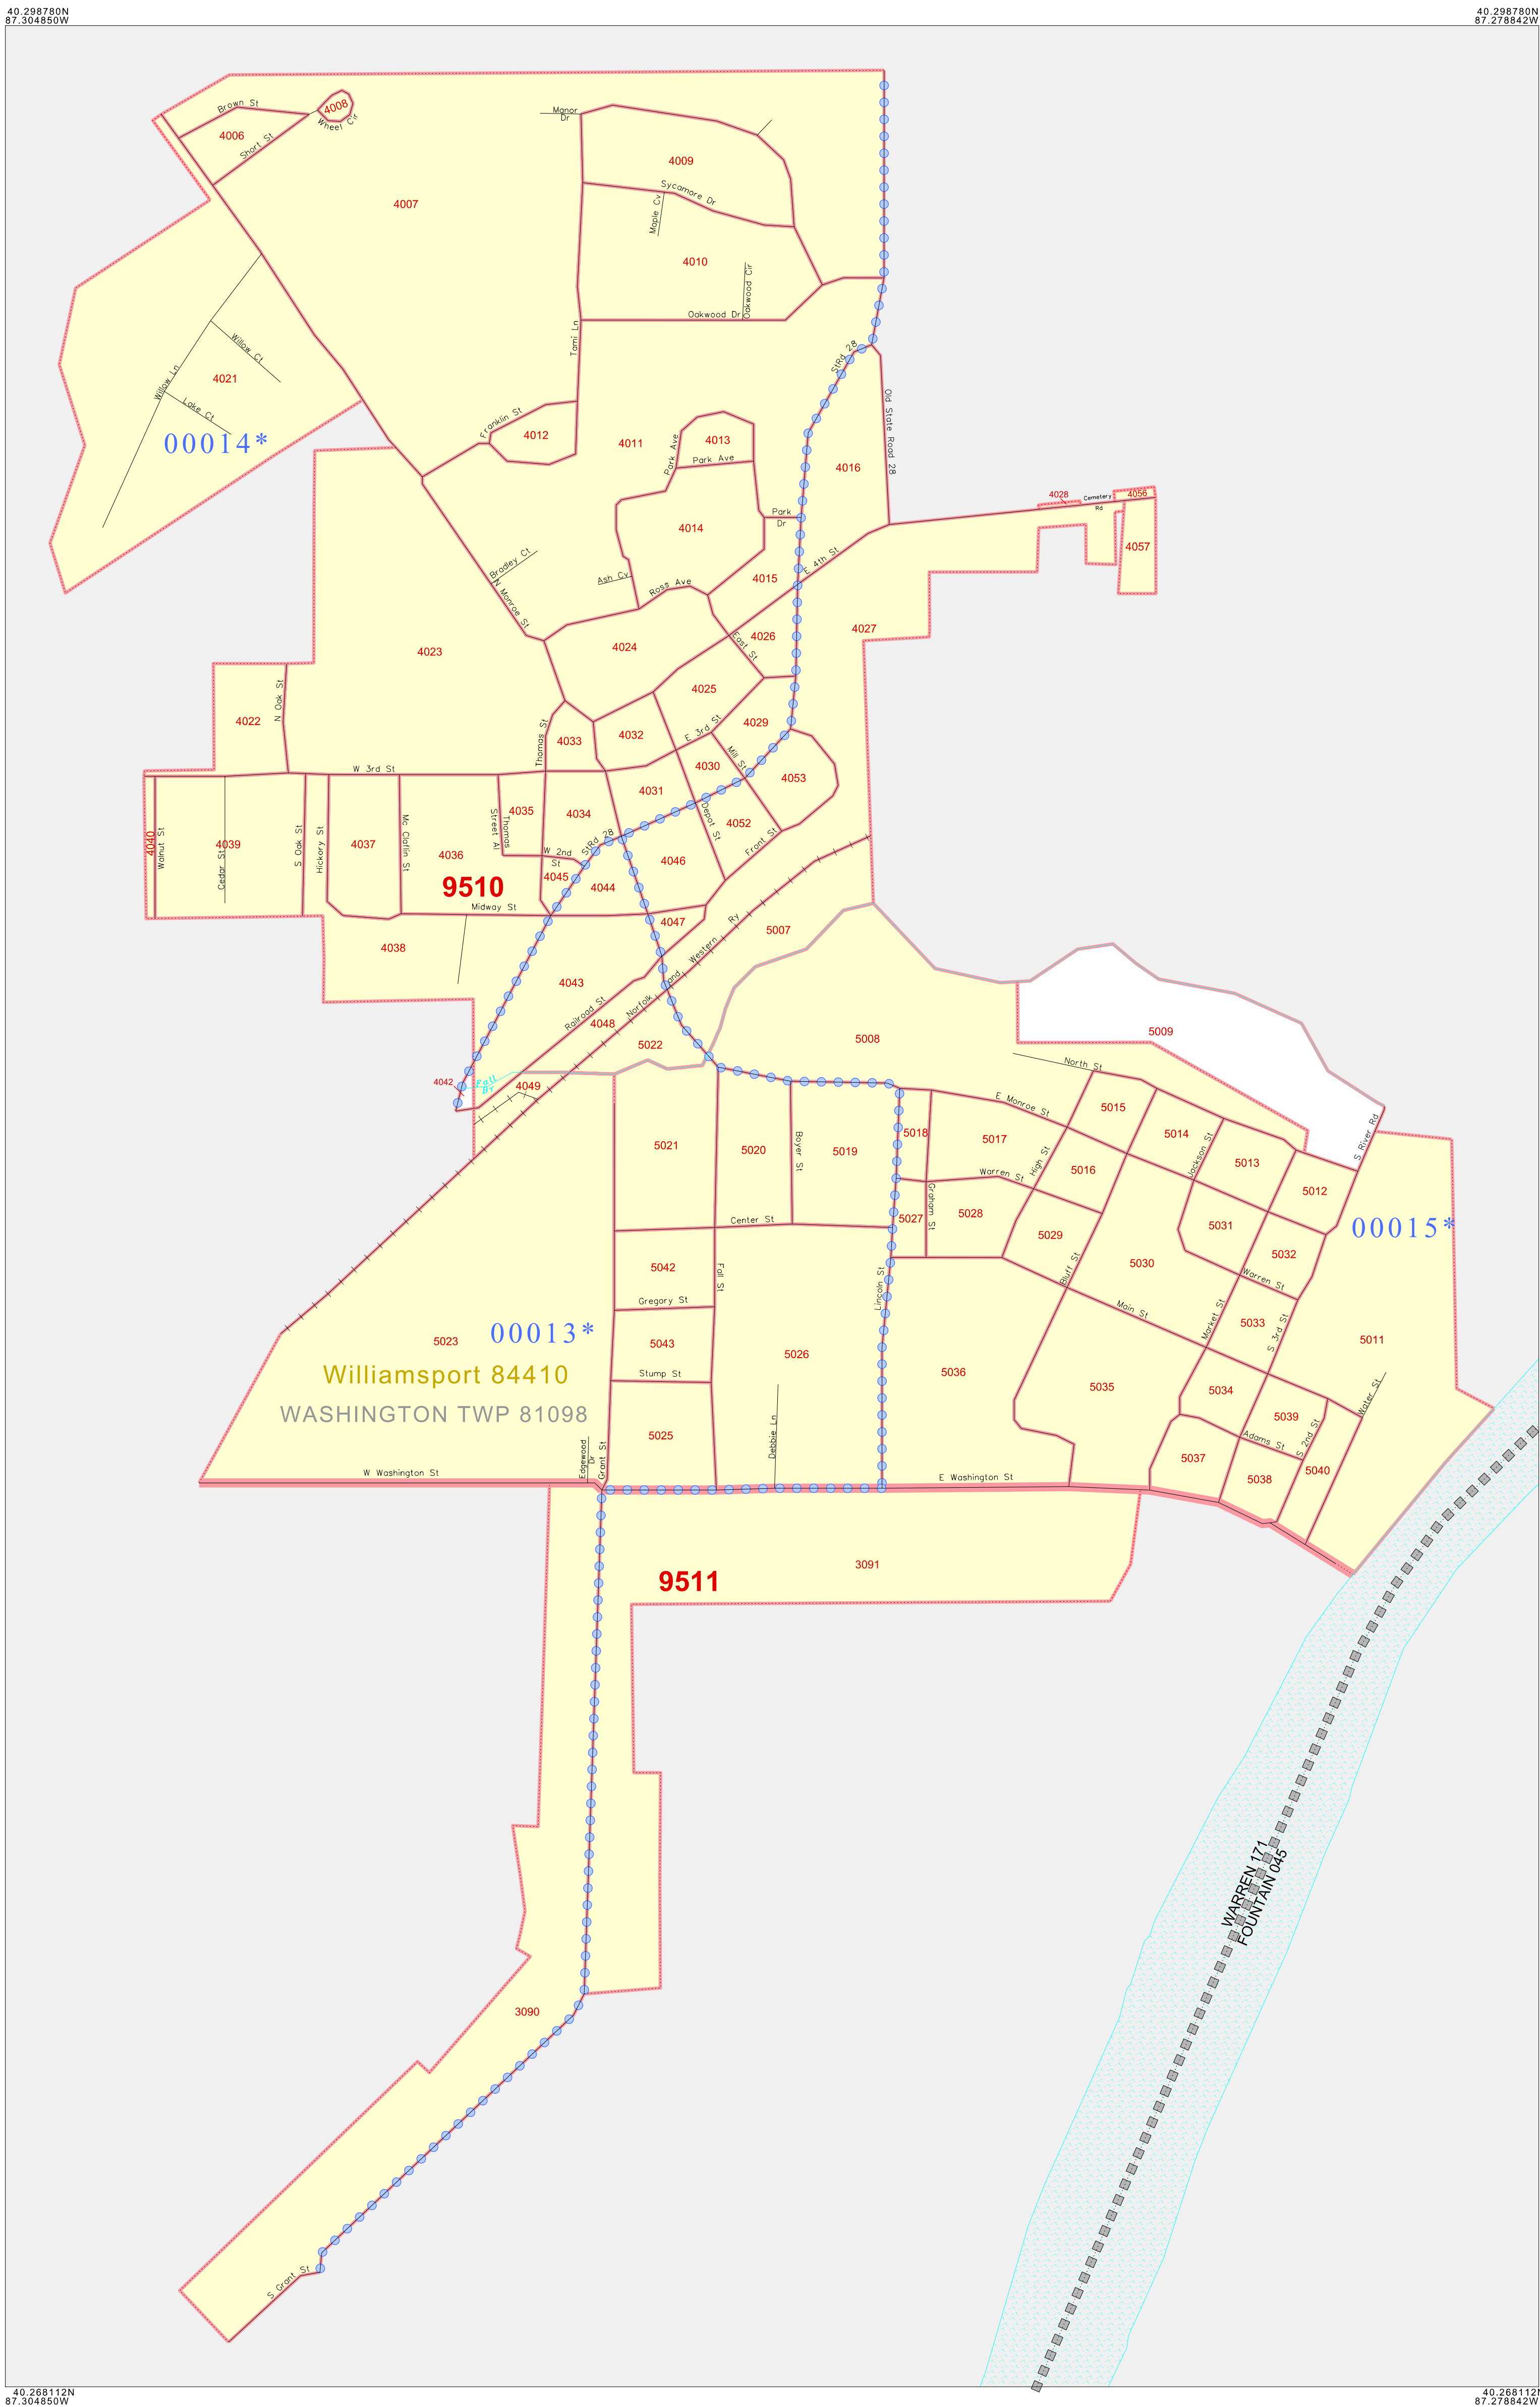 40.298780N
87.304850W
40.298780N
87.278842W
Brown St
4006
Short St
4008
Wheel Cir
Manor
Dr
4009
4007
Sycamore Dr
Maple Cv
4010
Oakwood Cir
Oakwood Dr
Tami Ln
StRd 28
Old State Road 28
Willow Ct
Willow Ln
4021
Lake Ct
00014*
Franklin St
4012
4011
4013
Park Ave
Park Ave
4016
4028
Cemetery
Rd
4056
4057
4014
Park
Dr
Bradley Ct
N Monroe St
Ash Cv
Ross Ave
4015
E 4th St
4027
4023
4024
4026
East St
N Oak St
4022
4025
4029
Thomas St
4033
4032
E 3rd St
Mill St
4030
4053
W 3rd St
4031
4040
Walnut St
4039
Cedar St
S Oak St
Hickory St
4037
Mc Claflin St
4036
Thomas
Street Al
4035
4034
StRd 28
W 2nd
St
4045
4044
4046
Depot St
4052
Front St
9510
Midway St
4047
4038
Norfolk and Western Ry
5007
4043
Railroad St
4048
5022
5008
5009
4042
Fall
Br
4049
North St
E Monroe St
S River Rd
5021
5020
Boyer St
5019
5018
5017
High St
5015
5014
Jackson St
5013
5012
5016
Warren St
Graham St
5027
5028
5029
Center St
5031
00015*
5032
5030
Bluff St
Warren St
5042
Fall St
Lincoln St
Gregory St
Main St
Market St
5033
S 3rd St
5011
5023
00013*
5043
Williamsport 84410
5026
5036
5035
Stump St
5034
Water St
WASHINGTON TWP 81098
5039
S 2nd St
Adams St
5025
Debbie Ln
5037
5038
5040
Edgewood
Dr
Grant St
W Washington St
E Washington St
3091
9511
WARREN 171
FOUNTAIN 045
3090
S Grant St
40.268112N
87.304850W
40.268112N
87.278842W